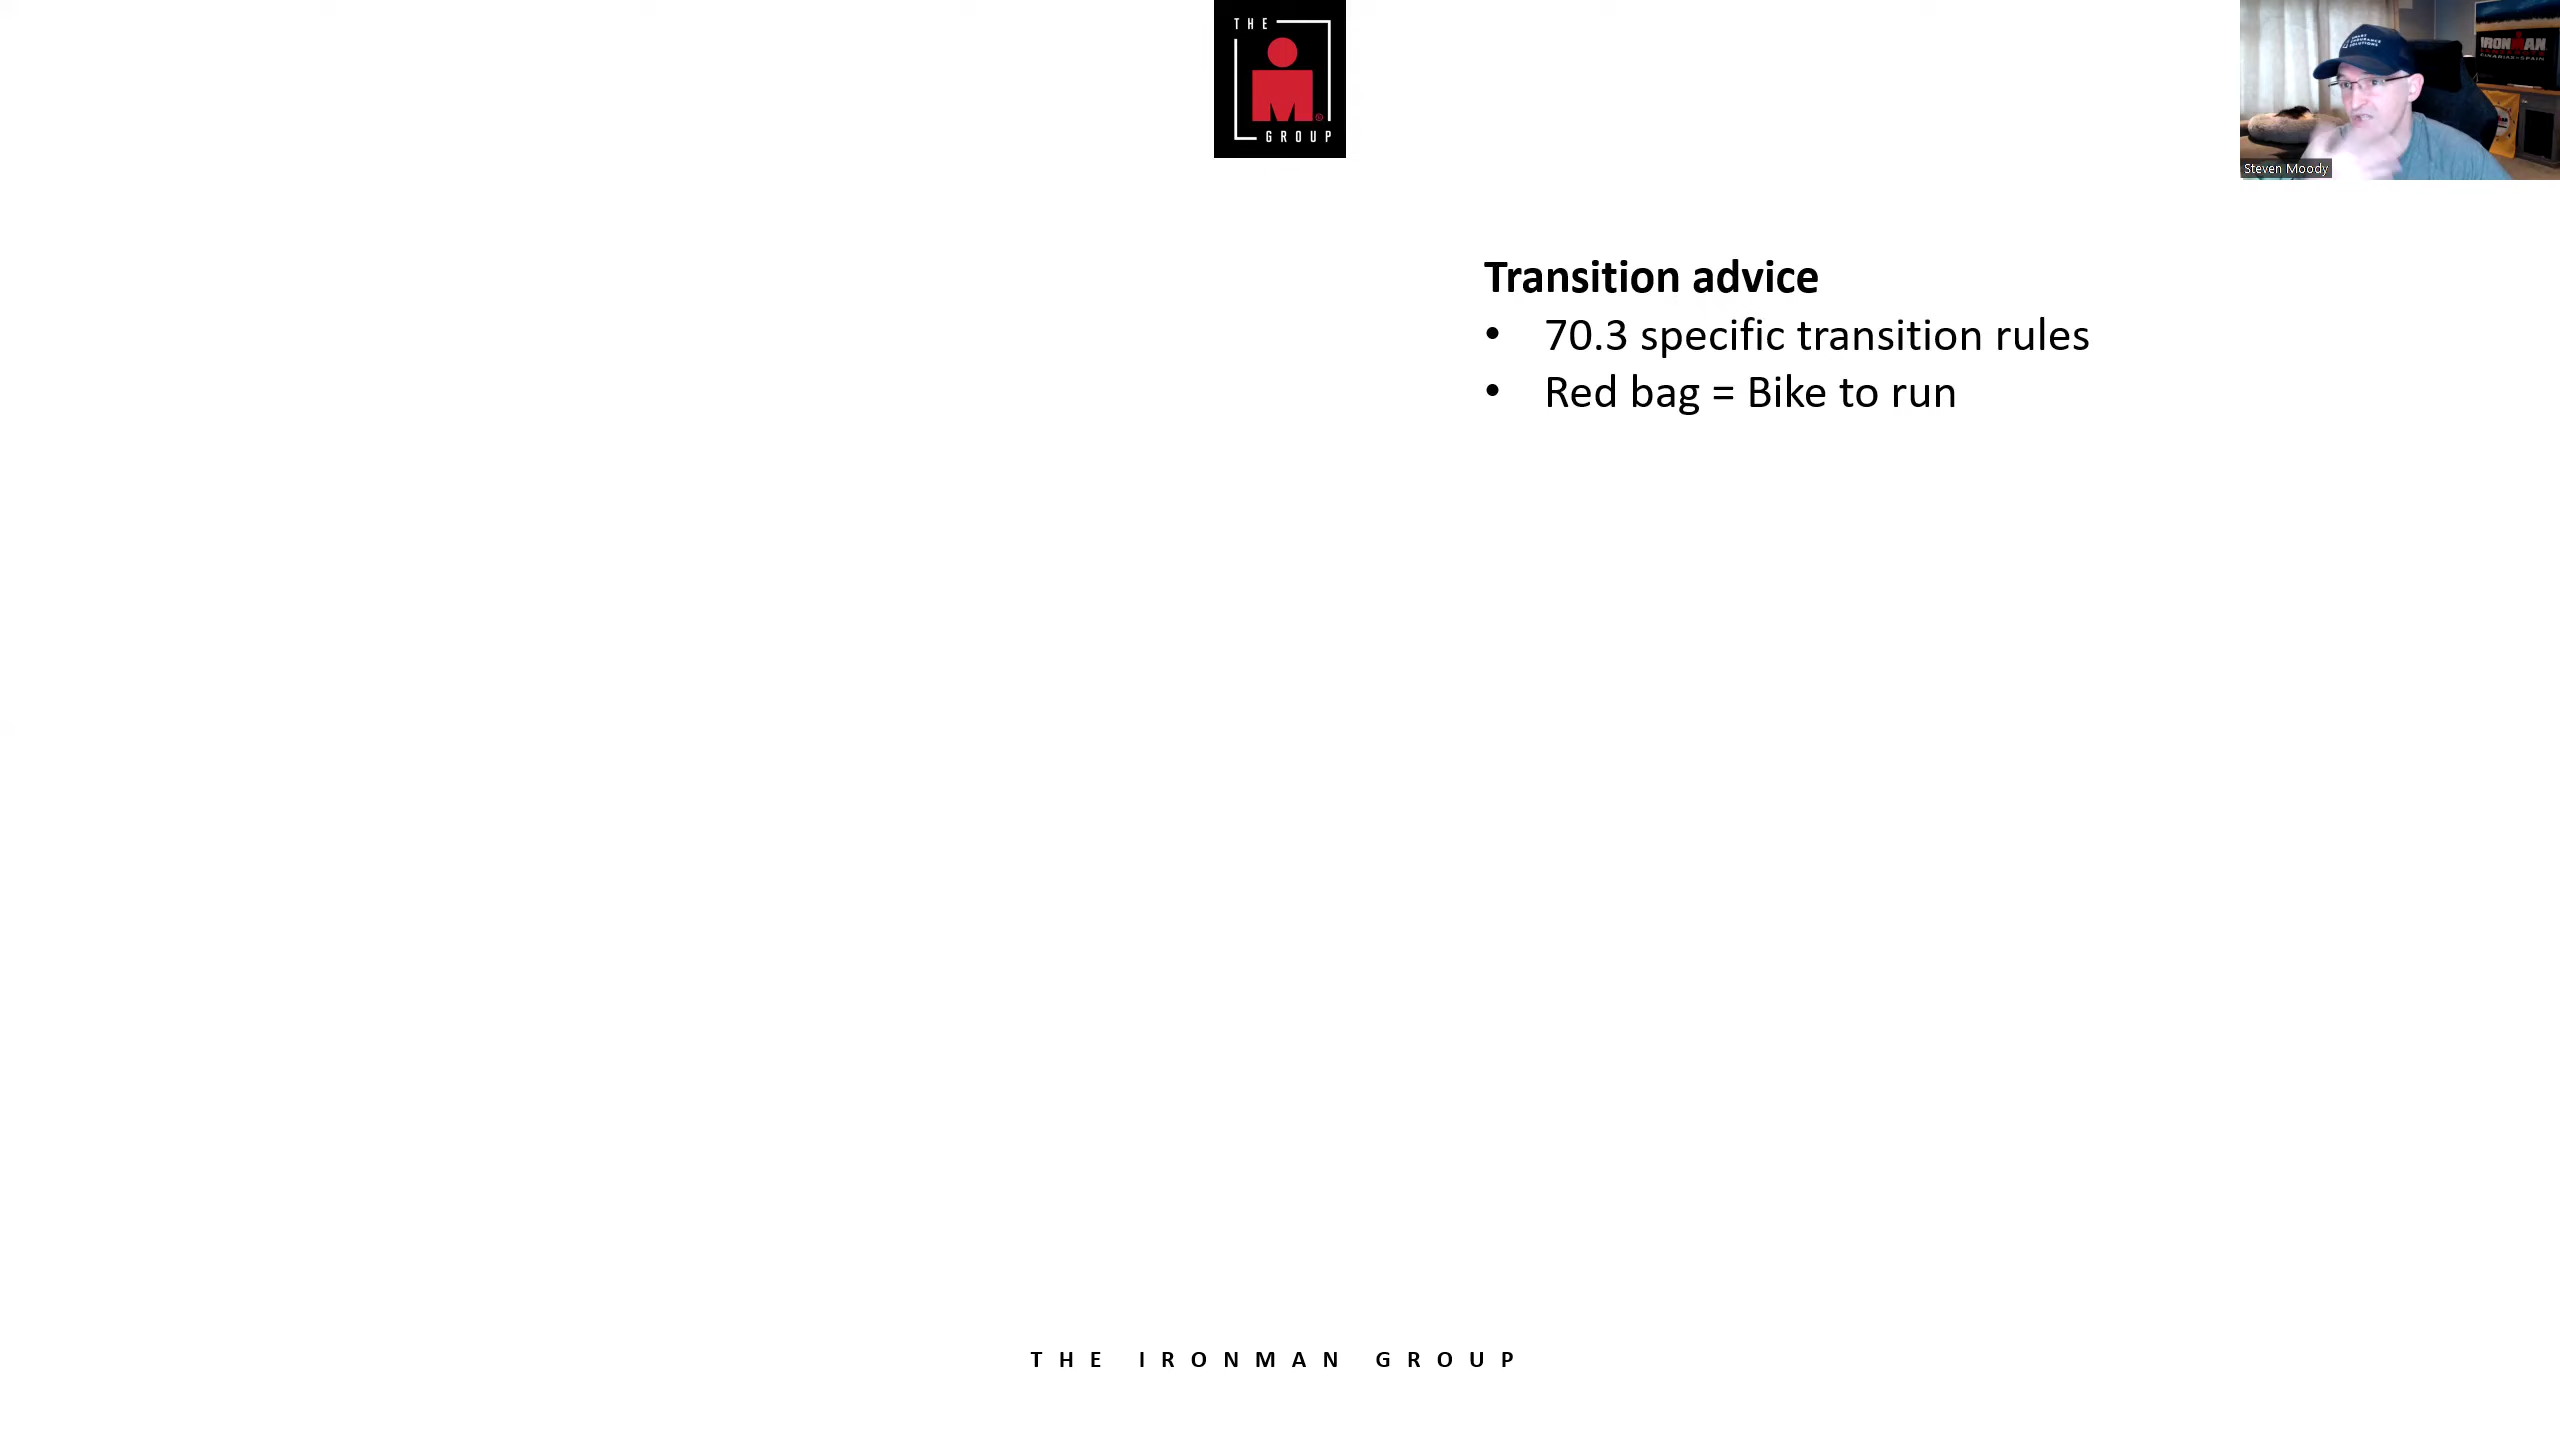 THE
M
GROUP
IRONMAN
Steven Moody
Transition advice
• 70.3 specific transition rules
• Red bag = Bike to run
THE IRONMAN GROUP